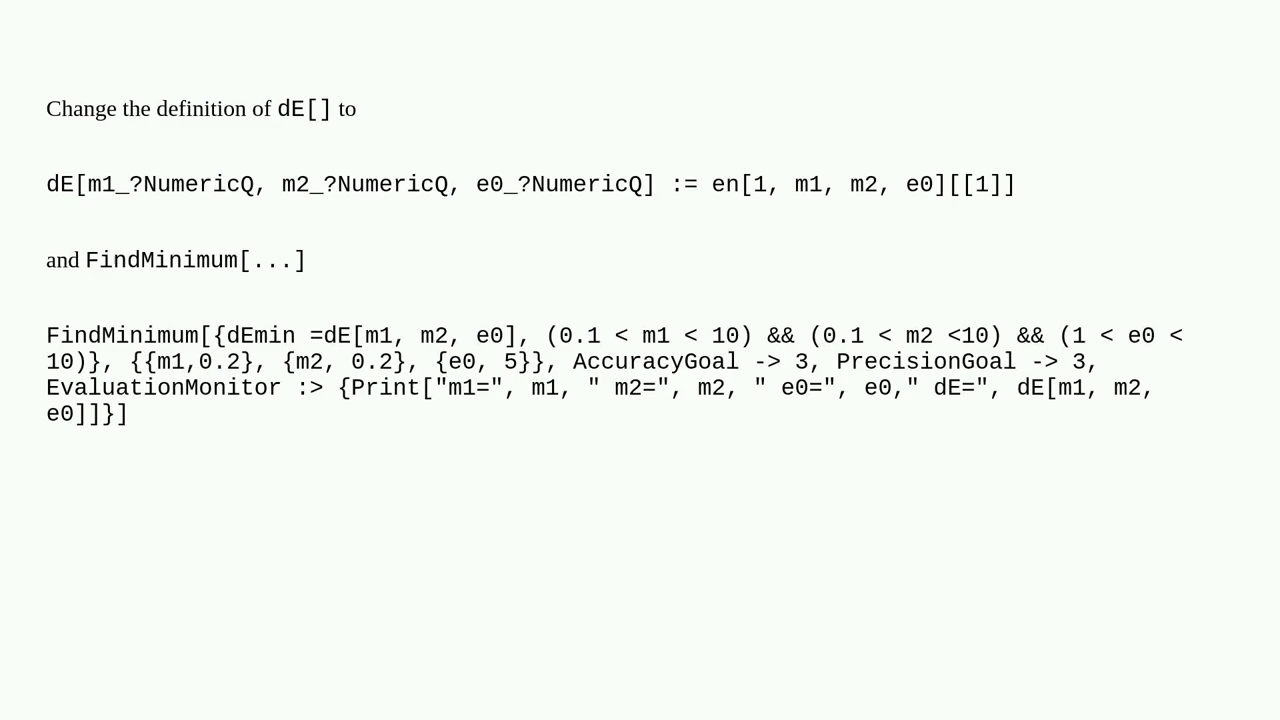 Change the definition of dE[] to
dE[m1_?NumericQ, m2_?NumericQ, e0_?NumericQ] := en[1, m1, m2, e0][[1]]
and FindMinimum[...]
FindMinimum[{dEmin =dE[m1, m2, e0], (0.1 < m1 < 10) && (0.1 < m2 <10) && (1 < e0 <
10)}, {{m1,0.2}, {m2, 0.2}, {e0, 5}}, AccuracyGoal -> 3, PrecisionGoal -> 3,
EvaluationMonitor :> {Print["m1=", m1, " m2=", m2, " e0=", e0," dE=", dE[m1, m2,
e0]]}]